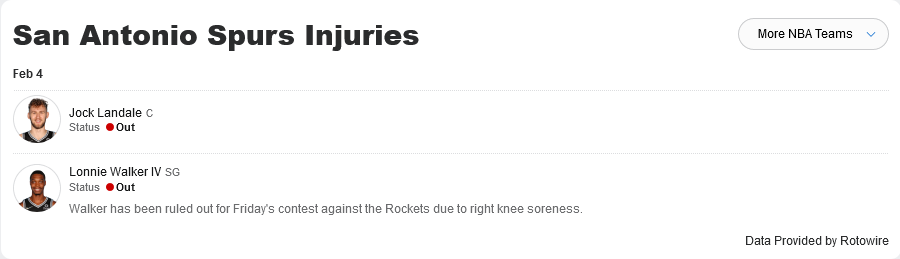 San Antonio Spurs Injuries
More NBA Teams
Feb 4
Jock Landale C
Status Out
Lonnie Walker IV SG
Status Out
Walker has been ruled out for Friday's contest against the Rockets due to right knee soreness.
Data Provided by Rotowire